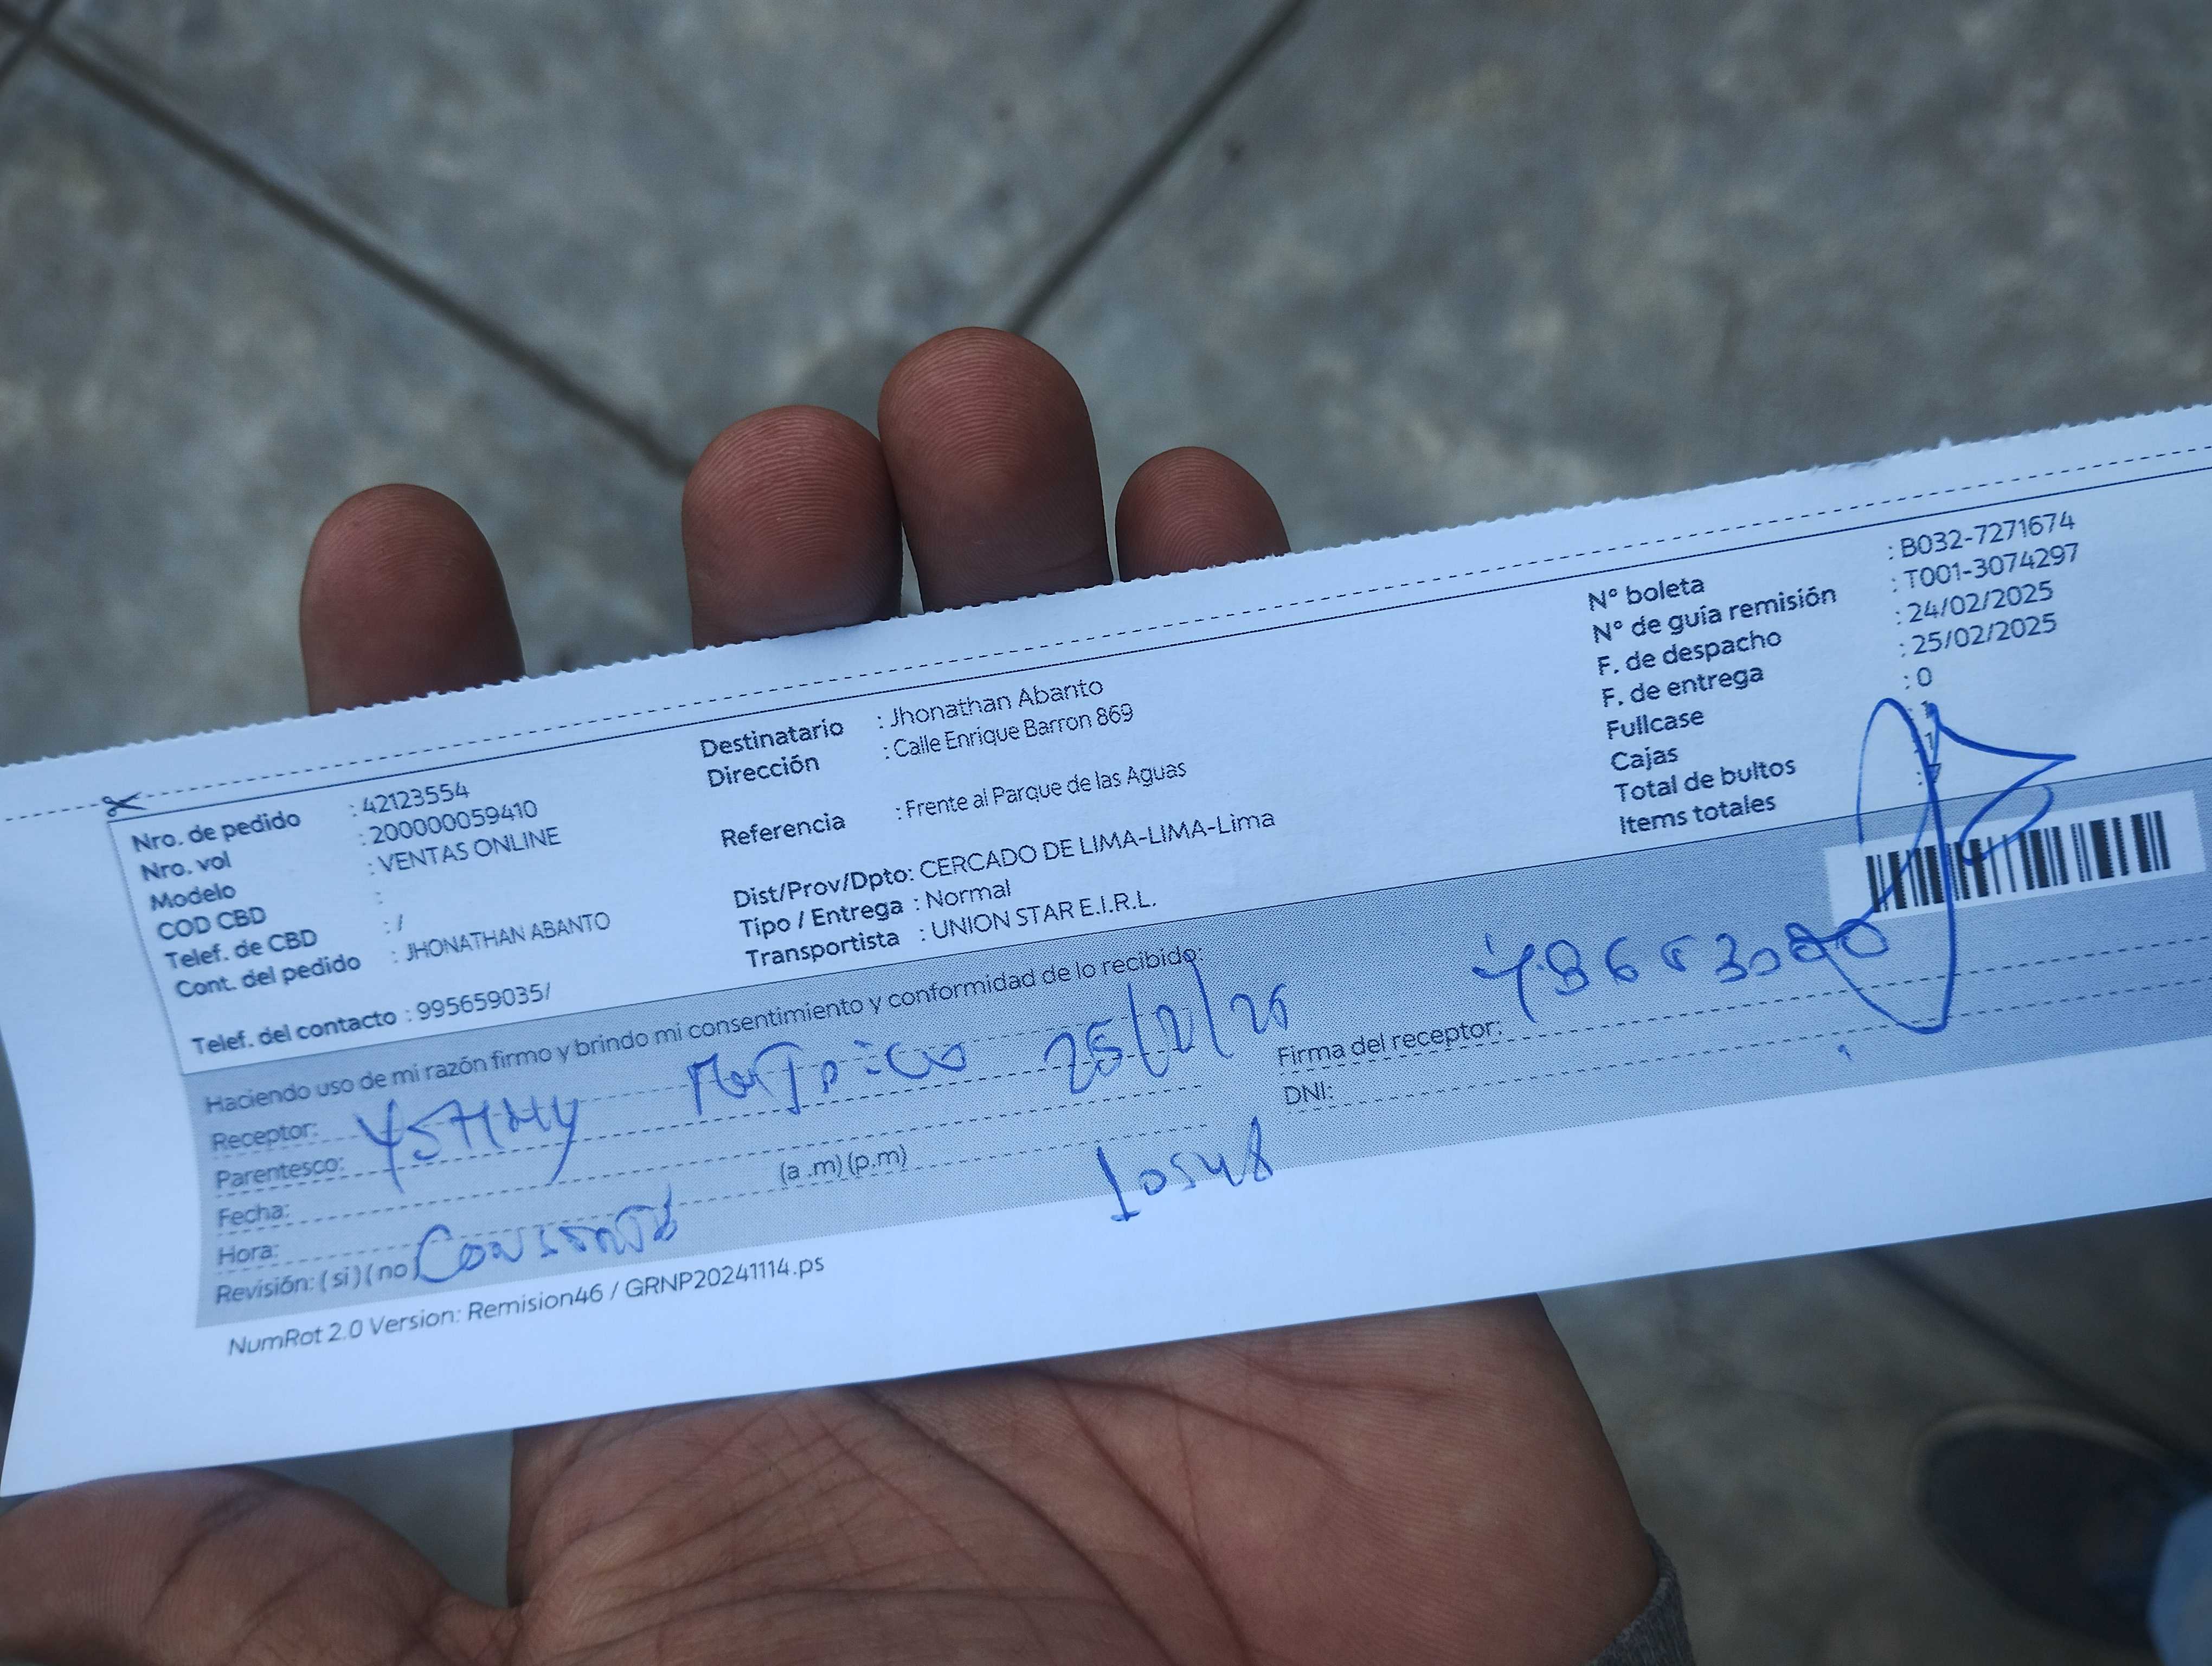 Nro. de pedido : 42123554
Nro. vol : 200000059410
Modelo : VENTAS ONLINE
COD CBD :
Telef. de CBD : /
Cont. del pedido : JHONATHAN ABANTO
Telef. del contacto : 995659035/
Destinatario : Jhonathan Abanto
Dirección : Calle Enrique Barron 869
Referencia : Frente al Parque de las Aguas
Dist/Prov/Dpto: CERCADO DE LIMA-LIMA-Lima
Tipo / Entrega : Normal
Transportista : UNION STAR E.I.R.L.
N° boleta : B032-7271674
N° de guía remisión : T001-3074297
F. de despacho : 24/02/2025
F. de entrega : 25/02/2025
Fullcase : 0
Cajas : 1
Total de bultos : 1
Items totales : 7
Haciendo uso de mi razón firmo y brindo mi consentimiento y conformidad de lo recibido:
Receptor:
Parentesco:
Fecha:
Hora: (a .m) (p.m)
Revisión: ( si ) ( no )
Firma del receptor:
DNI:
NumRot 2.0 Version: Remision46 / GRNP20241114.ps